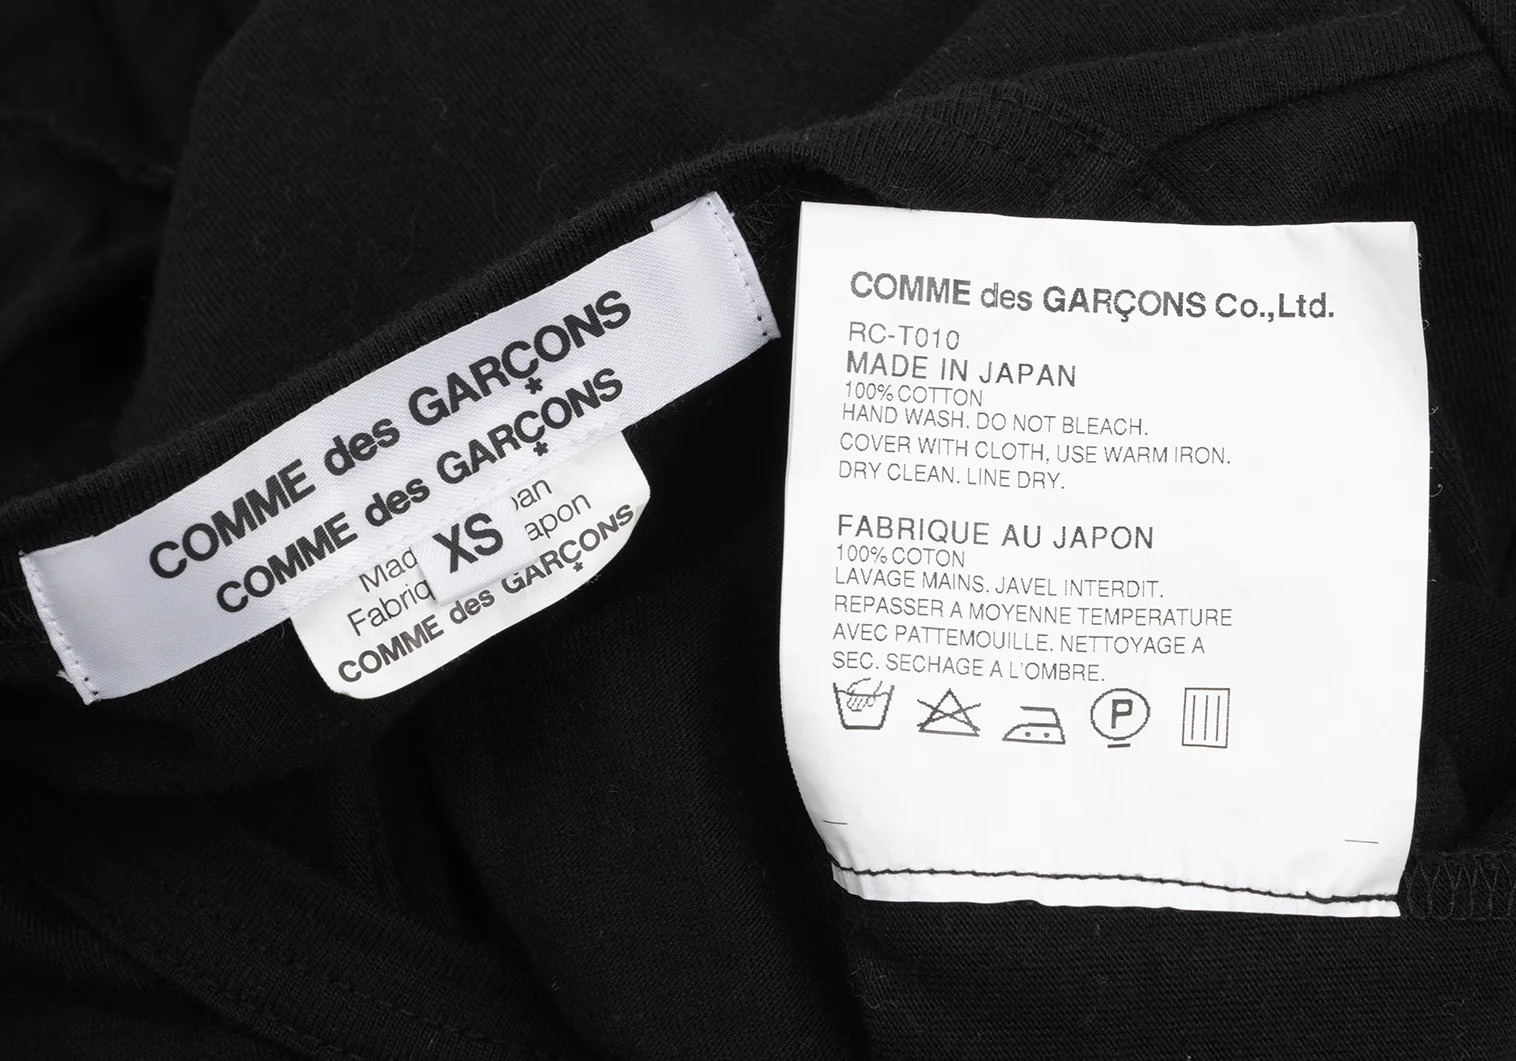 COMME des GARÇONS
COMME des GARÇONS
XS
Made
apon
COMME des GARÇONS
COMME des GARÇONS Co.,Ltd.
RC-T010
MADE IN JAPAN
100% COTTON
HAND WASH. DO NOT BLEACH.
COVER WITH CLOTH, USE WARM IRON.
DRY CLEAN. LINE DRY.
FABRIQUE AU JAPON
100% COTON
LAVAGE MAINS. JAVEL INTERDIT.
REPASSER A MOYENNE TEMPERATURE
AVEC PATTEMOUILLE. NETTOYAGE A
SEC. SECHAGE A L'OMBRE.
P